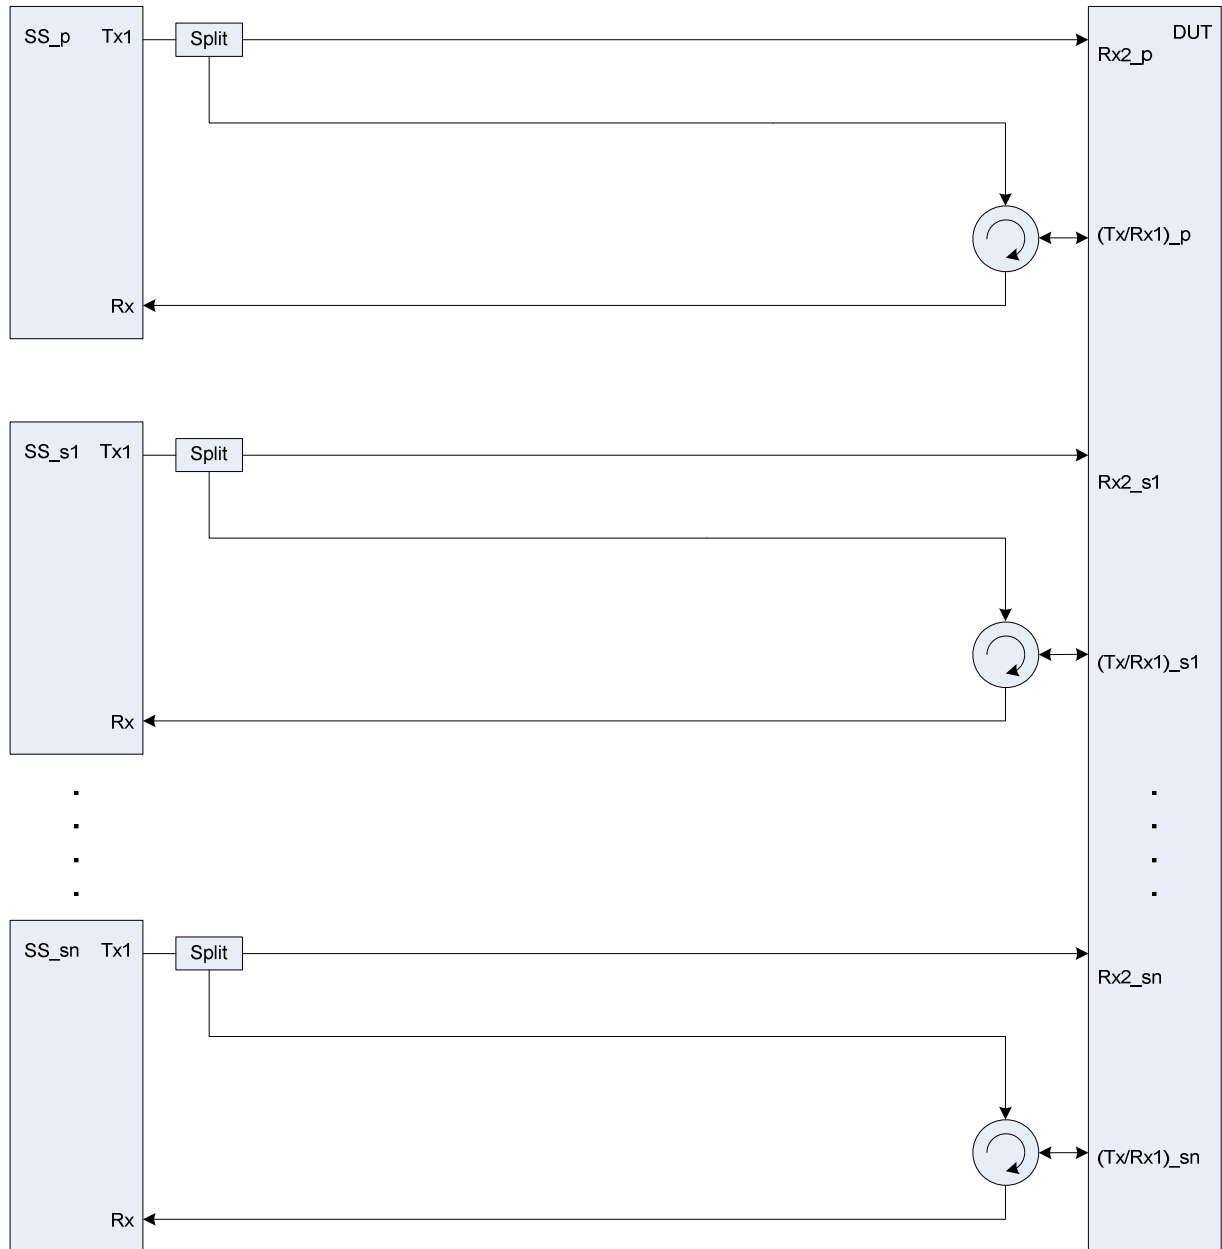 SS_p Tx1 Split DUT
Rx2_p
(Tx/Rx1)_p
Rx
SS_s1 Tx1 Split
Rx2_s1
(Tx/Rx1)_s1
Rx
SS_sn Tx1 Split
Rx2_sn
(Tx/Rx1)_sn
Rx